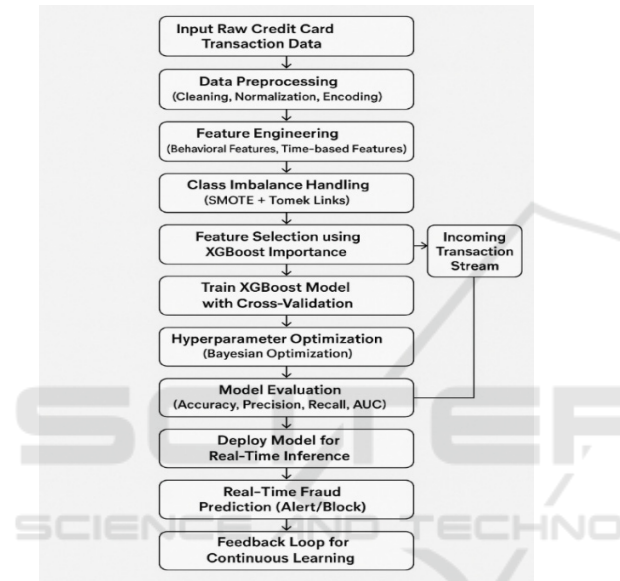 Input Raw Credit Card
Transaction Data
Data Preprocessing
(Cleaning, Normalization, Encoding)
Feature Engineering
(Behavioral Features, Time-based Features)
Class Imbalance Handling
(SMOTE + Tomek Links)
Feature Selection using
XGBoost Importance
Incoming
Transaction
Stream
Train XGBoost Model
with Cross-Validation
Hyperparameter Optimization
(Bayesian Optimization)
Model Evaluation
(Accuracy, Precision, Recall, AUC)
Deploy Model for
Real-Time Inference
Real-Time Fraud
Prediction (Alert/Block)
Feedback Loop for
Continuous Learning
SCIENCE AND TECHNO